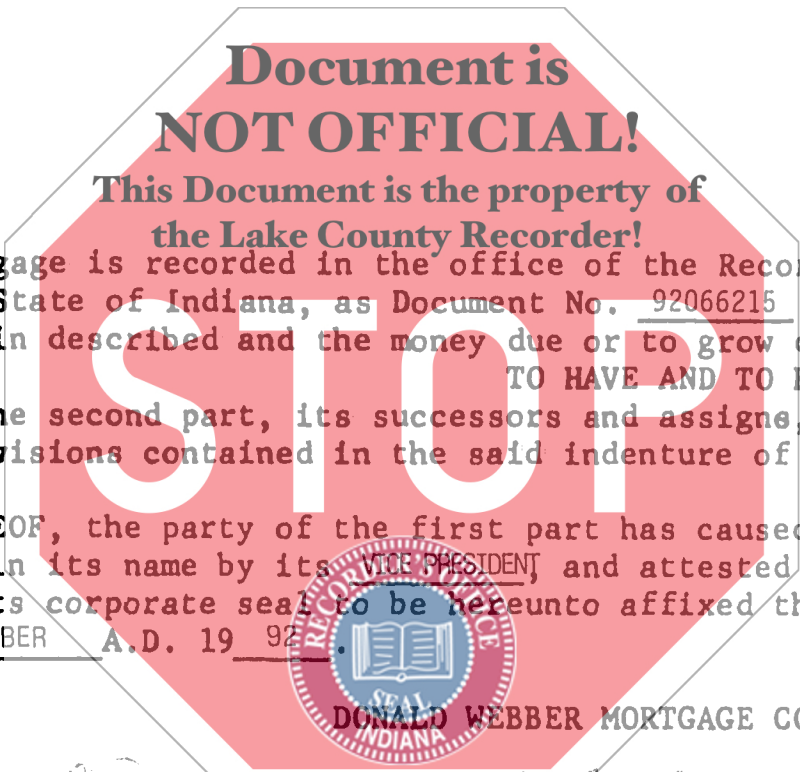 Document is
NOT OFFICIAL!
This Document is the property of
the Lake County Recorder!
gage is recorded in the office of the Recor
State of Indiana, as Document No. 92066215
in described and the money due or to grow
TO HAVE AND TO
STOP
e second part, its successors and assigns,
visions contained in the said indenture of
EOF, the party of the first part has caused
n its name by its VICE PRESIDENT, and attested
s corporate seal to be hereunto affixed th
BER A.D. 19 92.
RECORDER'S OFFICE
SEAL
INDIANA
DONALD WEBBER MORTGAGE CO